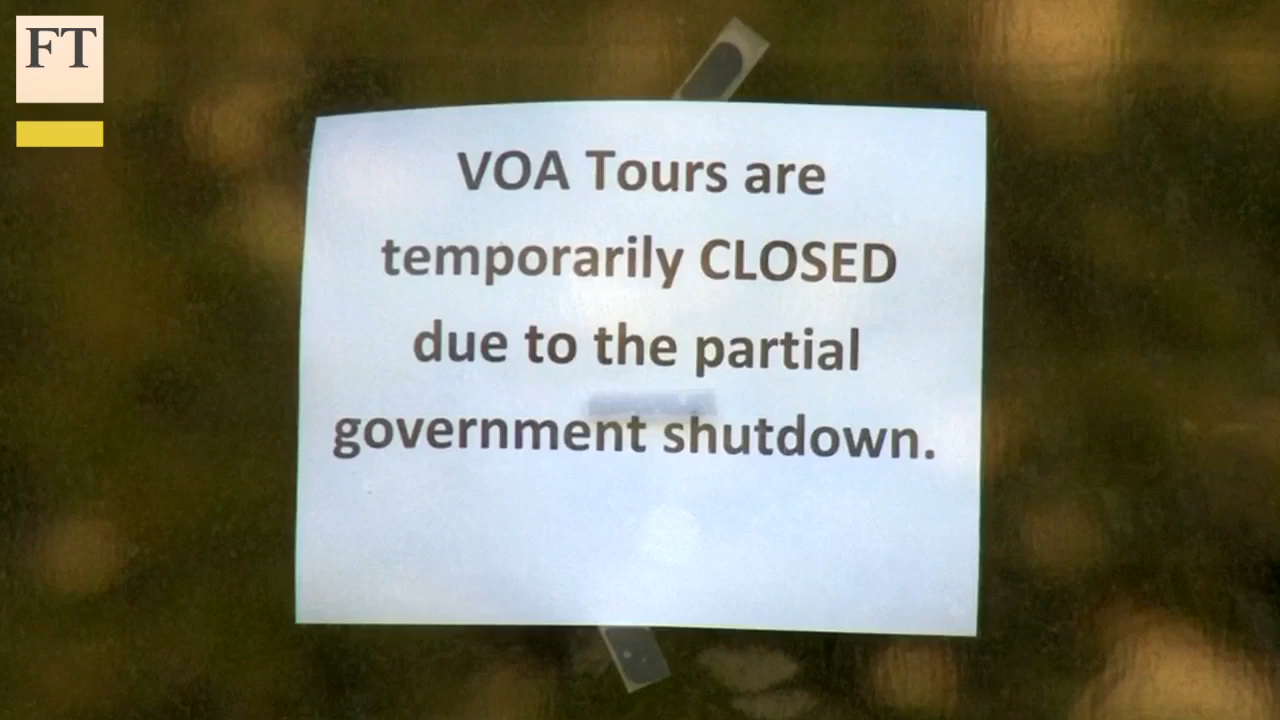 FT
VOA Tours are
temporarily CLOSED
due to the partial
government shutdown.